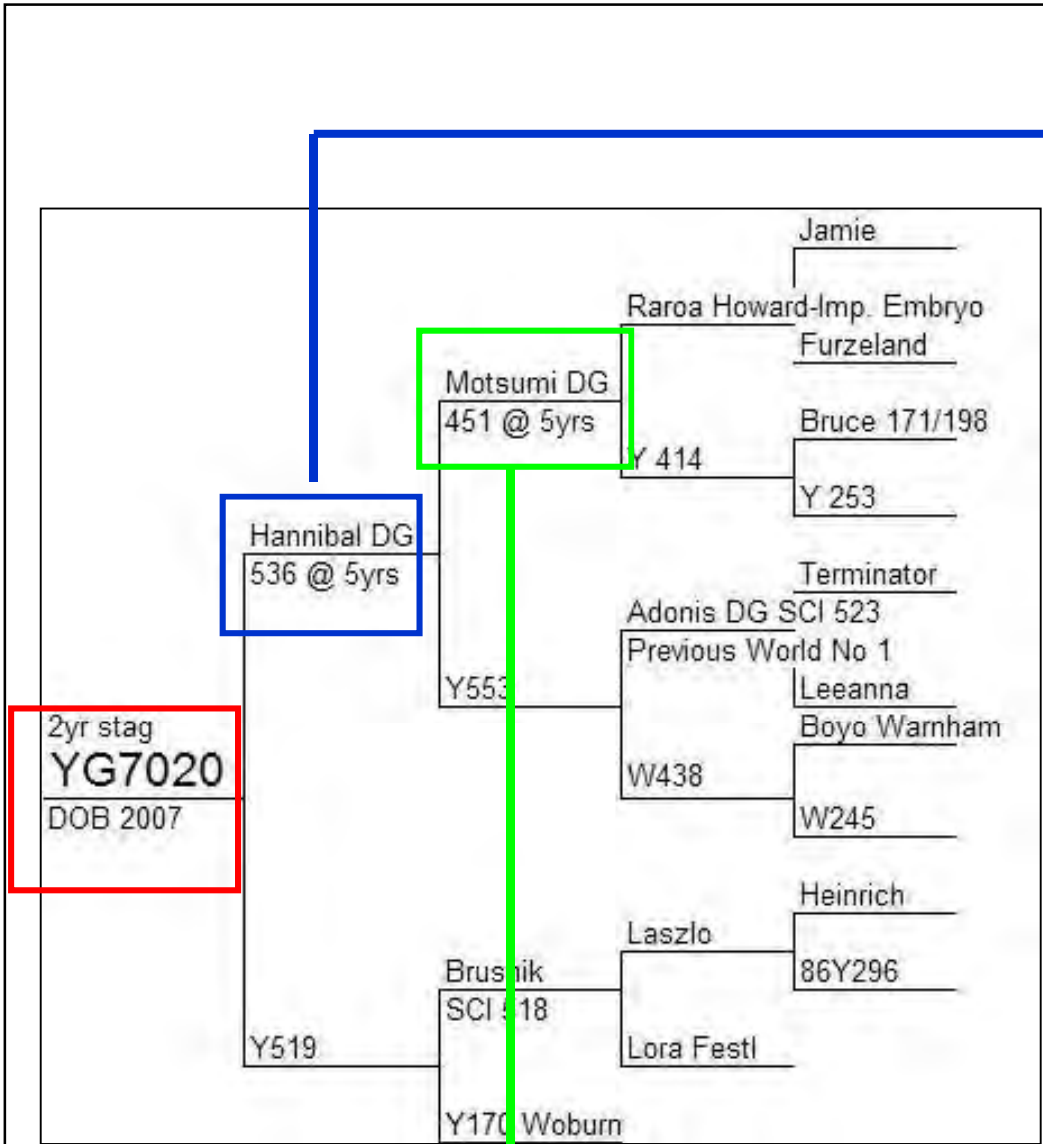 Jamie
Raroa Howard-Imp. Embryo
Furzeland
Motsumi DG
451 @ 5yrs
Bruce 171/198
Y 414
Y 253
Hannibal DG
536 @ 5yrs
Terminator
Adonis DG SCI 523
Previous World No 1
Y553
Leeanna
2yr stag
Boyo Warnham
YG7020
W438
DOB 2007
W245
Heinrich
Laszlo
Brusnik
86Y296
SCI 518
Y519
Lora Festl
Y170 Woburn